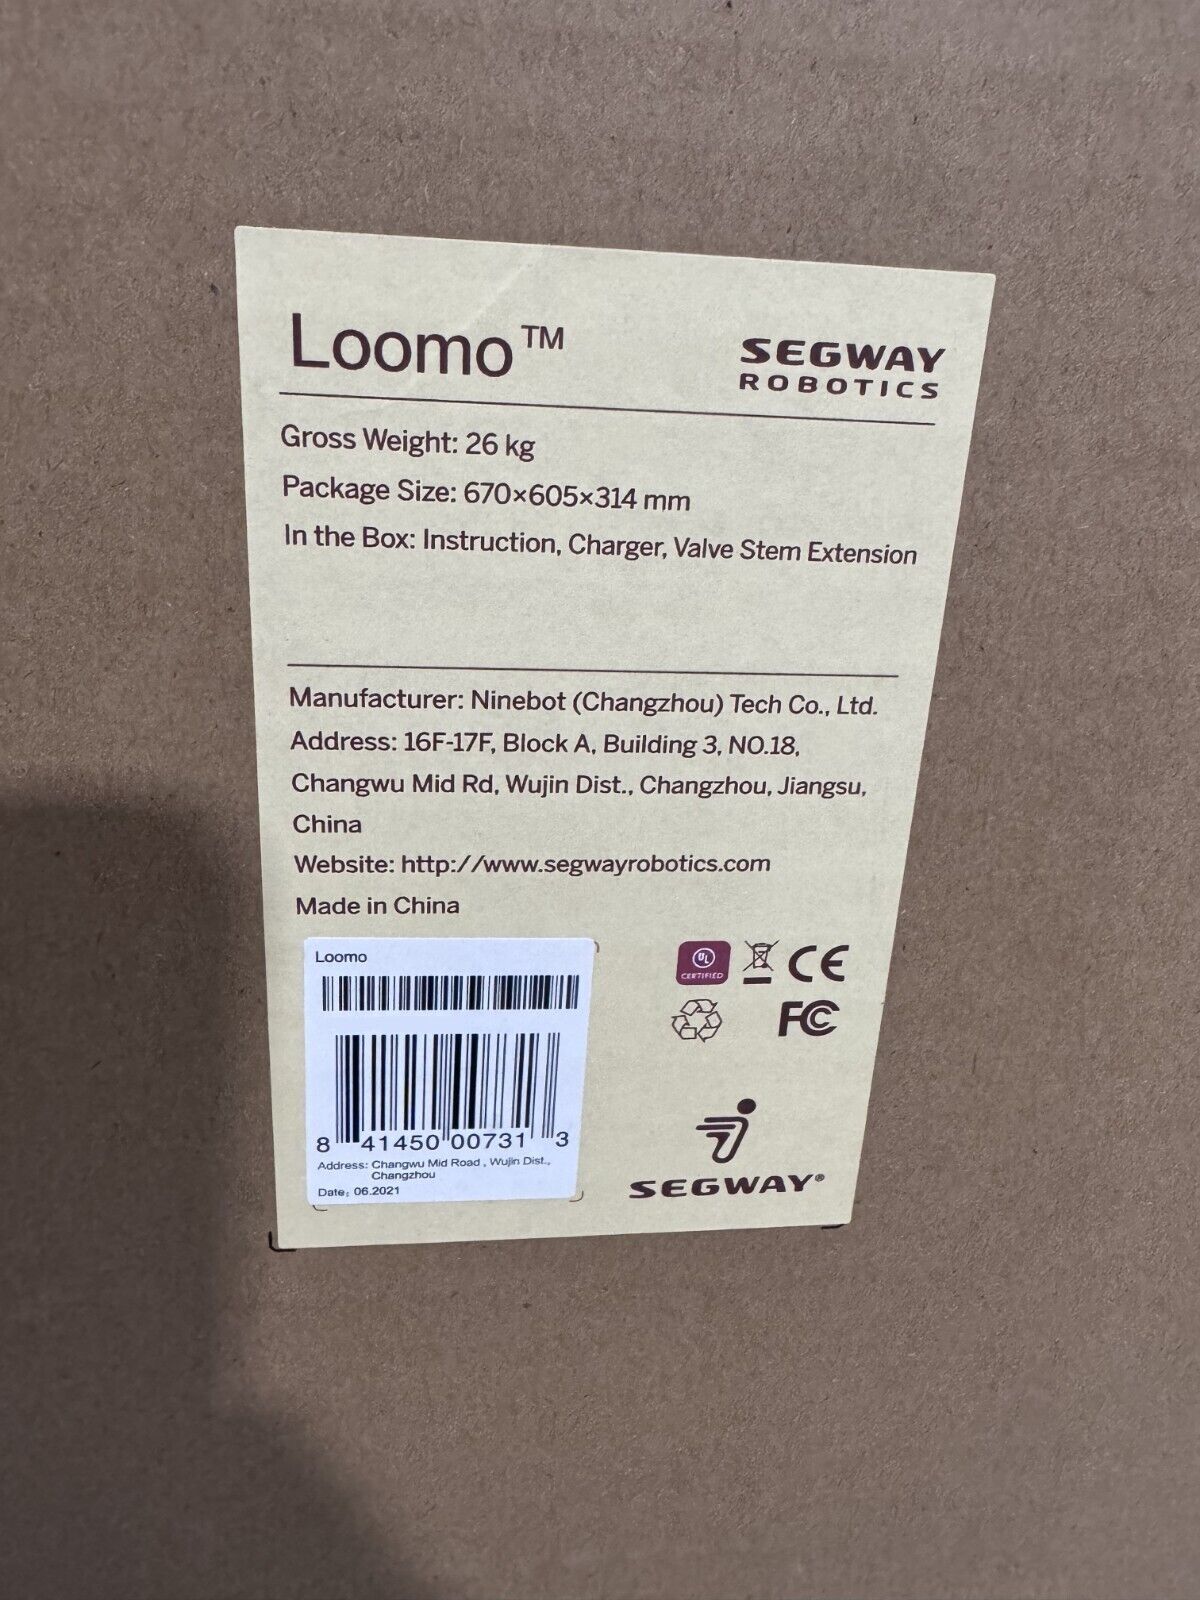 Loomo™
SEGWAY
ROBOTICS
Gross Weight: 26 kg
Package Size: 670×605×314 mm
In the Box: Instruction, Charger, Valve Stem Extension
Manufacturer: Ninebot (Changzhou) Tech Co., Ltd.
Address: 16F-17F, Block A, Building 3, NO.18,
Changwu Mid Rd, Wujin Dist., Changzhou, Jiangsu,
China
Website: http://www.segwayrobotics.com
Made in China
Loomo
8 41450 00731 3
Address: Changwu Mid Road , Wujin Dist.,
Changzhou
Date: 06.2021
UL
CERTIFIED
CE
FC
SEGWAY®